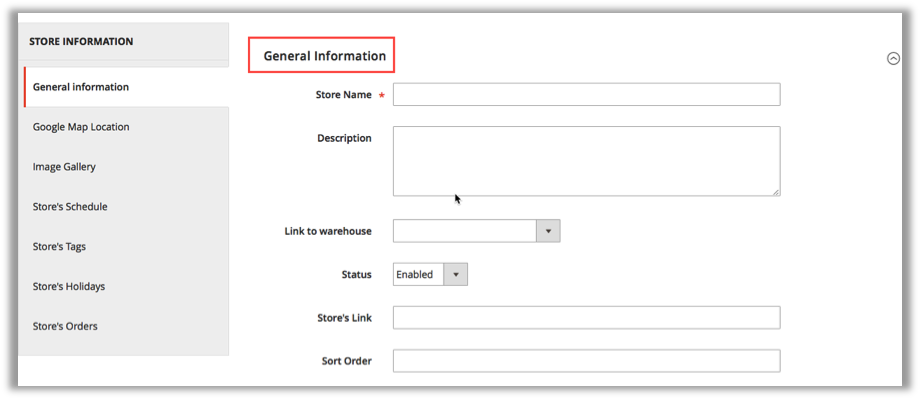 STORE INFORMATION
General information
Google Map Location
Image Gallery
Store's Schedule
Store's Tags
Store's Holidays
Store's Orders
General Information
Store Name *
Description
Link to warehouse
Status Enabled
Store's Link
Sort Order